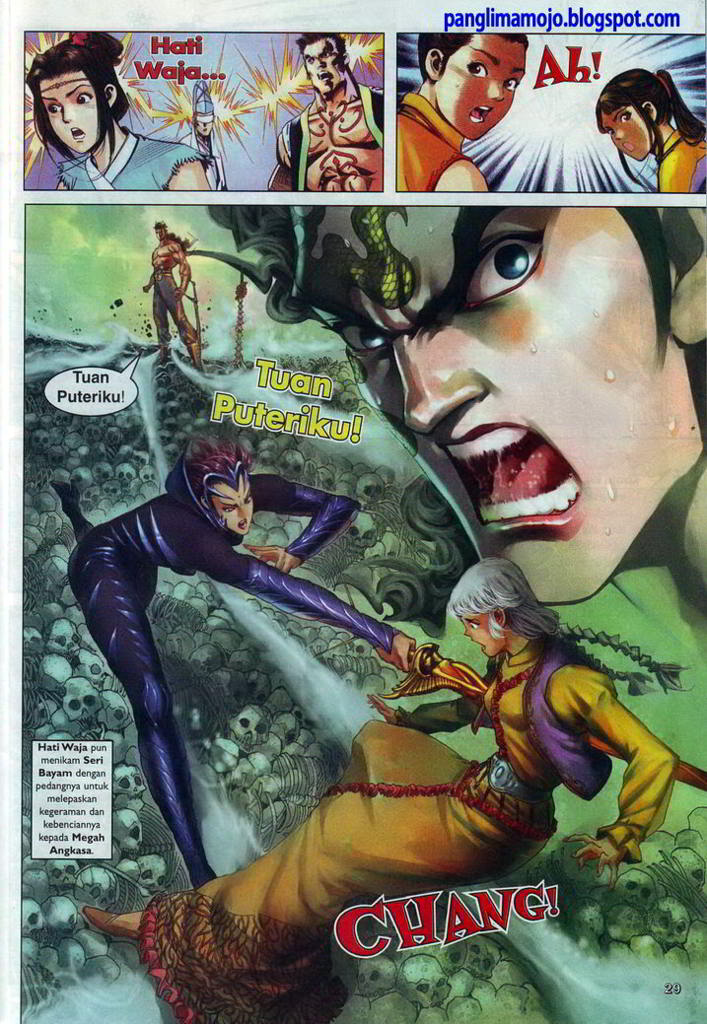 panglimamojo.blogspot.com
Hati
Waja...
Ah!
Tuan
Puteriku!
Tuan
Puteriku!
Hati Waja pun
menikam Seri
Bayam dengan
pedangnya untuk
melepaskan
kegeraman dan
kebenciannya
kepada Megah
Angkasa.
CHANG!
29